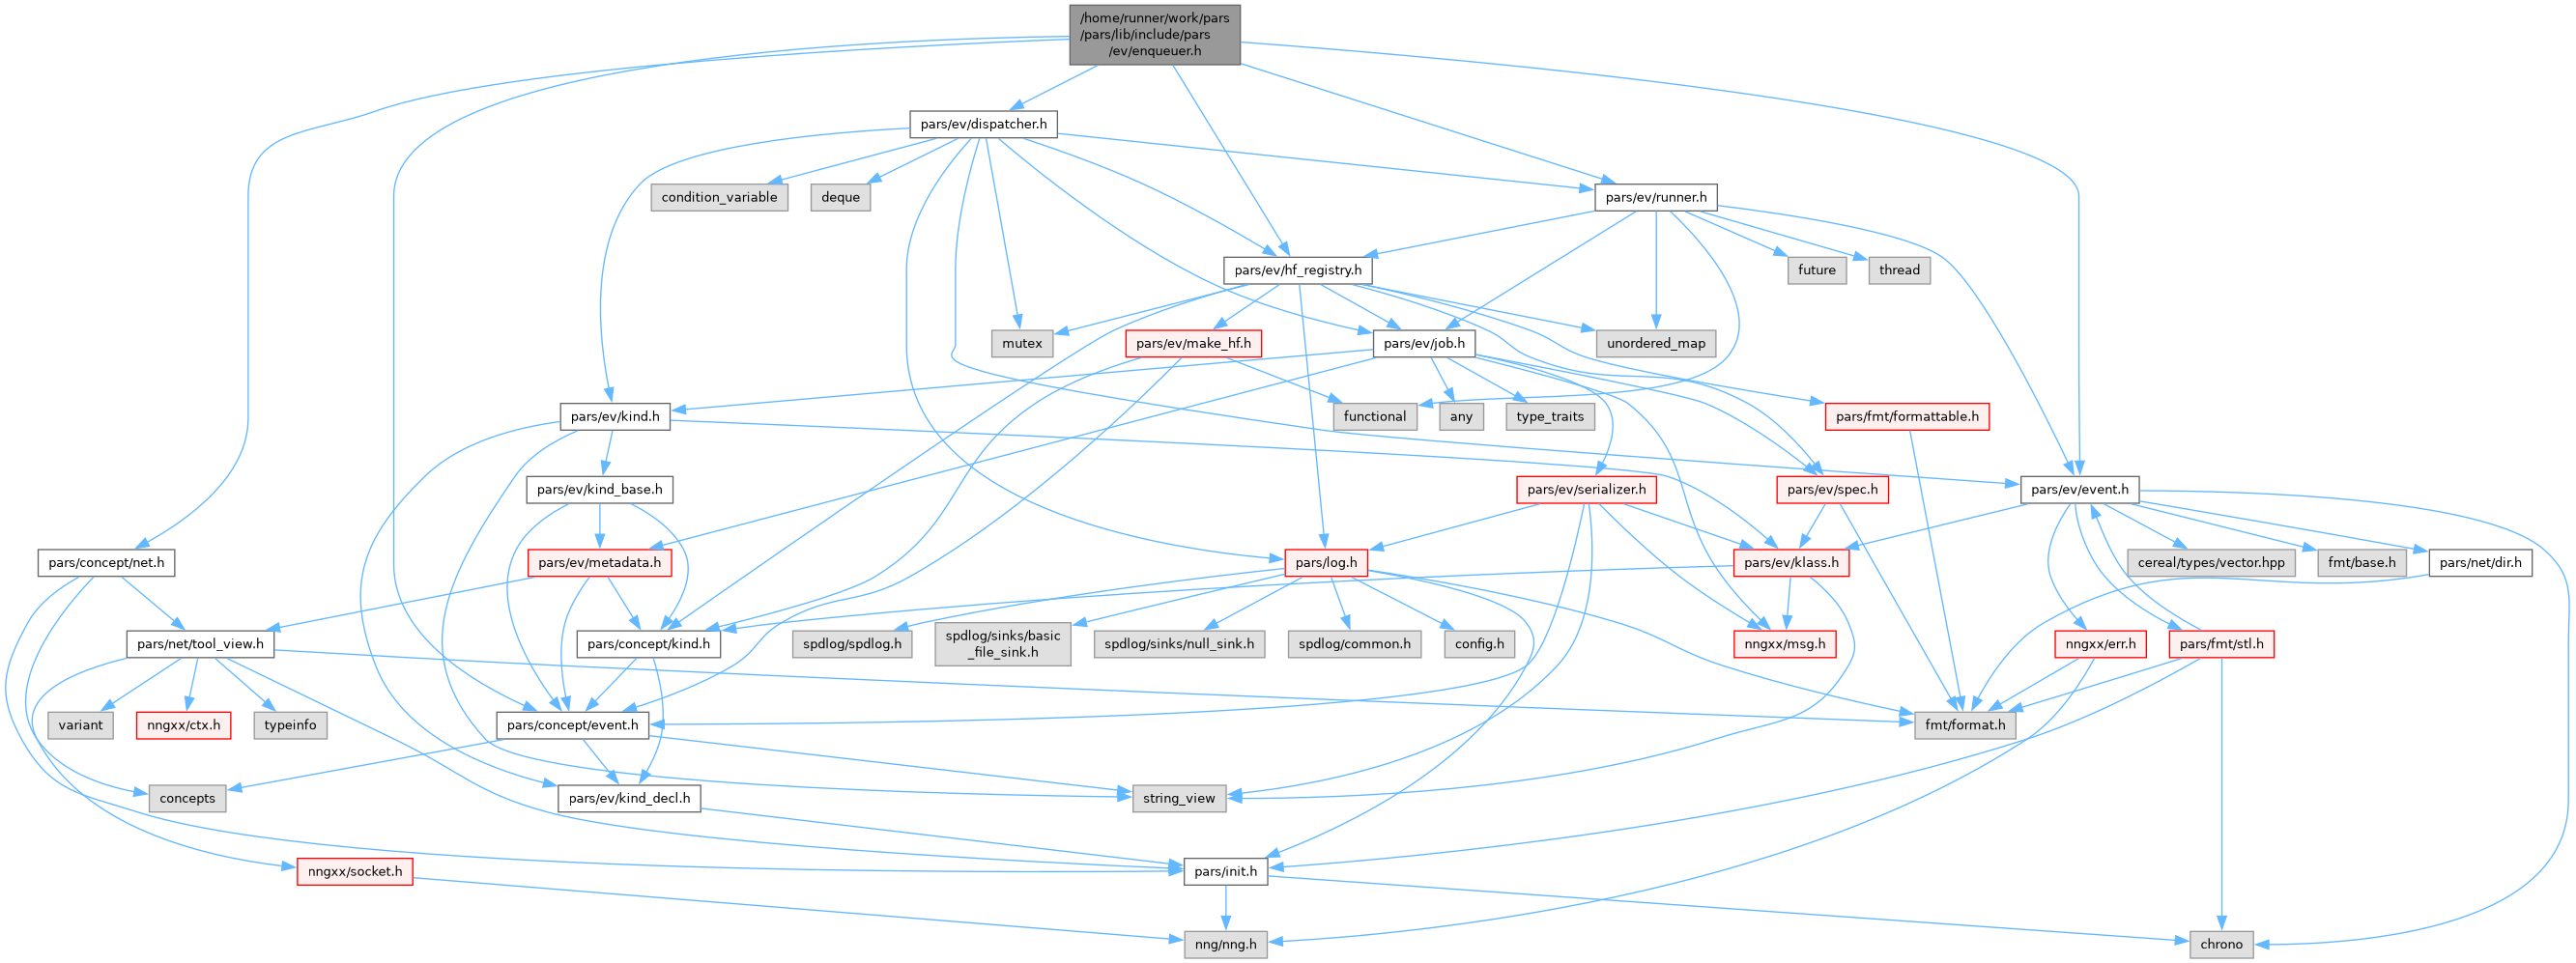 /home/runner/work/pars
/pars/lib/include/pars
/ev/enqueuer.h
pars/ev/dispatcher.h
condition_variable
deque
pars/ev/runner.h
pars/ev/hf_registry.h
future
thread
mutex
pars/ev/make_hf.h
pars/ev/job.h
unordered_map
pars/ev/kind.h
functional
any
type_traits
pars/fmt/formattable.h
pars/ev/kind_base.h
pars/ev/serializer.h
pars/ev/spec.h
pars/ev/event.h
pars/concept/net.h
pars/ev/metadata.h
pars/log.h
pars/ev/klass.h
cereal/types/vector.hpp
fmt/base.h
pars/net/dir.h
pars/net/tool_view.h
pars/concept/kind.h
spdlog/spdlog.h
spdlog/sinks/basic
_file_sink.h
spdlog/sinks/null_sink.h
spdlog/common.h
config.h
nngxx/msg.h
nngxx/err.h
pars/fmt/stl.h
variant
nngxx/ctx.h
typeinfo
pars/concept/event.h
fmt/format.h
concepts
pars/ev/kind_decl.h
string_view
nngxx/socket.h
pars/init.h
nng/nng.h
chrono